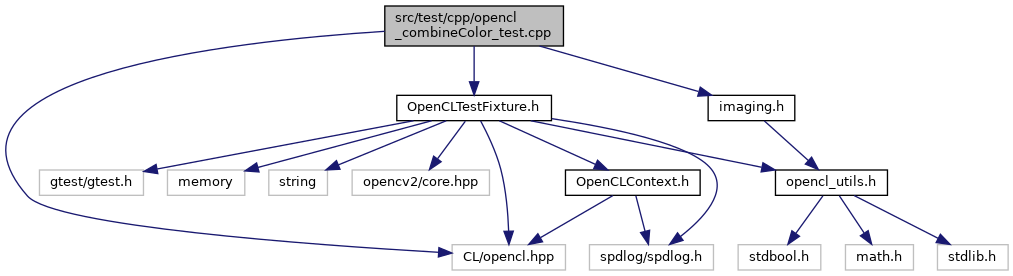 src/test/cpp/opencl
_combineColor_test.cpp
OpenCLTestFixture.h
imaging.h
gtest/gtest.h
memory
string
opencv2/core.hpp
OpenCLContext.h
opencl_utils.h
CL/opencl.hpp
spdlog/spdlog.h
stdbool.h
math.h
stdlib.h